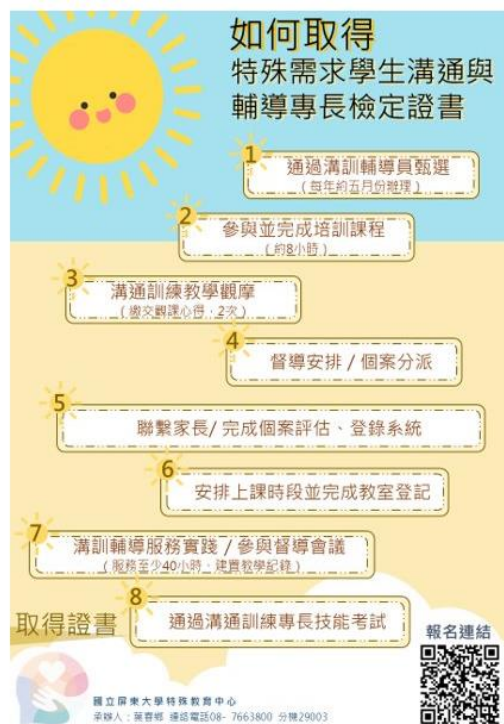 如何取得
特殊需求學生溝通與
輔導專長檢定證書
1
通過溝訓輔導員甄選
(每年約五月份辦理)
2
參與並完成培訓課程
(約8小時)
3
溝通訓練教學觀摩
(繳交觀課心得,2次)
4
督導安排 / 個案分派
5
聯繫家長/ 完成個案評估、登錄系統
6
安排上課時段並完成教室登記
7
溝訓輔導服務實踐 / 參與督導會議
(服務至少40小時、建置教學紀錄)
8
取得證書
通過溝通訓練專長技能考試
報名連結
國立屏東大學特殊教育中心
承辦人:葉香鄉 連絡電話08- 7663800 分機29003